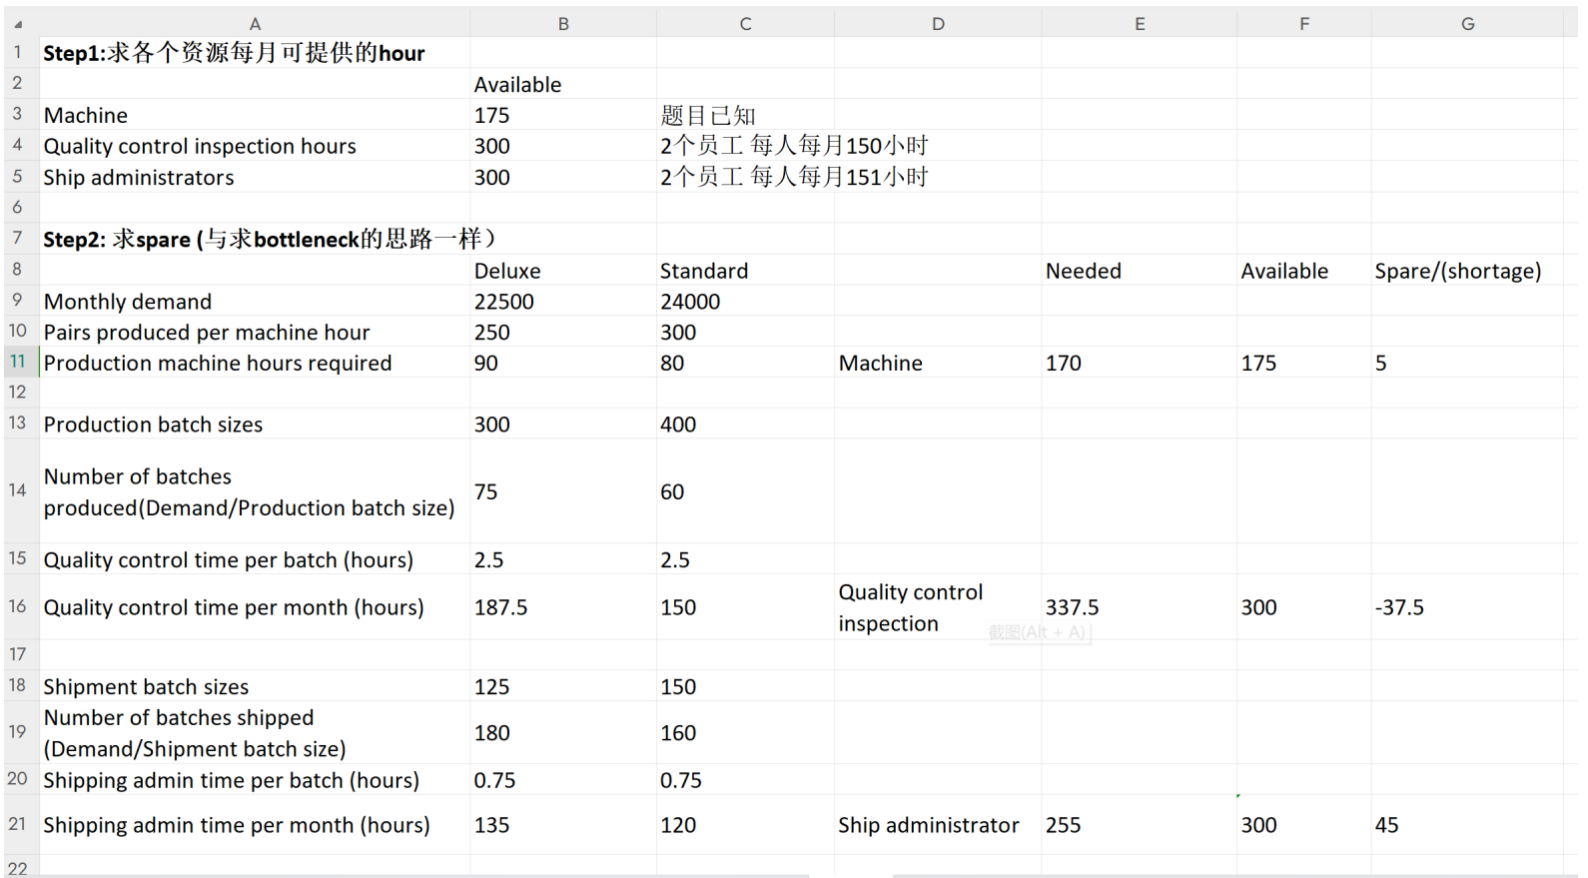 A B C D E F G
1 Step1:求各个资源每月可提供的hour
2 Available
3 Machine 175 题目已知
4 Quality control inspection hours 300 2个员工 每人每月150小时
5 Ship administrators 300 2个员工 每人每月151小时
6
7 Step2: 求spare (与求bottleneck的思路一样）
8 Deluxe Standard Needed Available Spare/(shortage)
9 Monthly demand 22500 24000
10 Pairs produced per machine hour 250 300
11 Production machine hours required 90 80 Machine 170 175 5
12
13 Production batch sizes 300 400
14 Number of batches
produced(Demand/Production batch size) 75 60
15 Quality control time per batch (hours) 2.5 2.5
16 Quality control time per month (hours) 187.5 150 Quality control
inspection 337.5 300 -37.5
截图(Alt + A)
17
18 Shipment batch sizes 125 150
19 Number of batches shipped
(Demand/Shipment batch size) 180 160
20 Shipping admin time per batch (hours) 0.75 0.75
21 Shipping admin time per month (hours) 135 120 Ship administrator 255 300 45
22